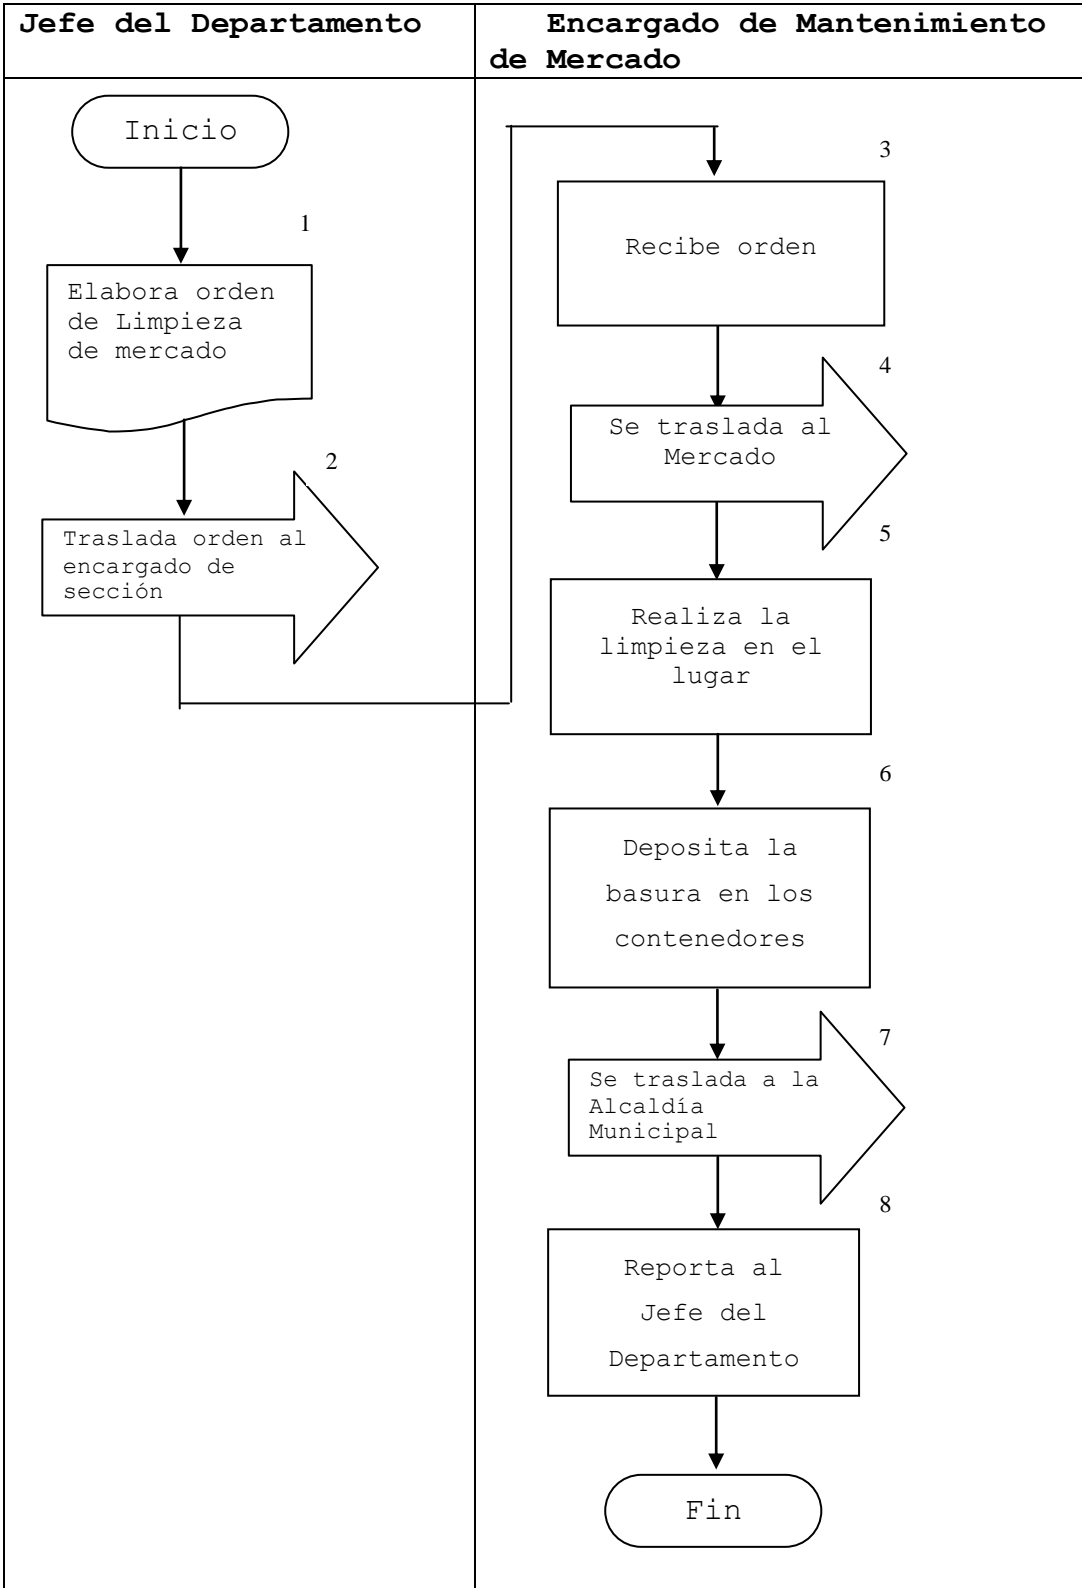 Jefe del Departamento
Encargado de Mantenimiento
de Mercado
Inicio
1
Elabora orden
de Limpieza
de mercado
2
Traslada orden al
encargado de
sección
3
Recibe orden
4
Se traslada al
Mercado
5
Realiza la
limpieza en el
lugar
6
Deposita la
basura en los
contenedores
7
Se traslada a la
Alcaldía
Municipal
8
Reporta al
Jefe del
Departamento
Fin